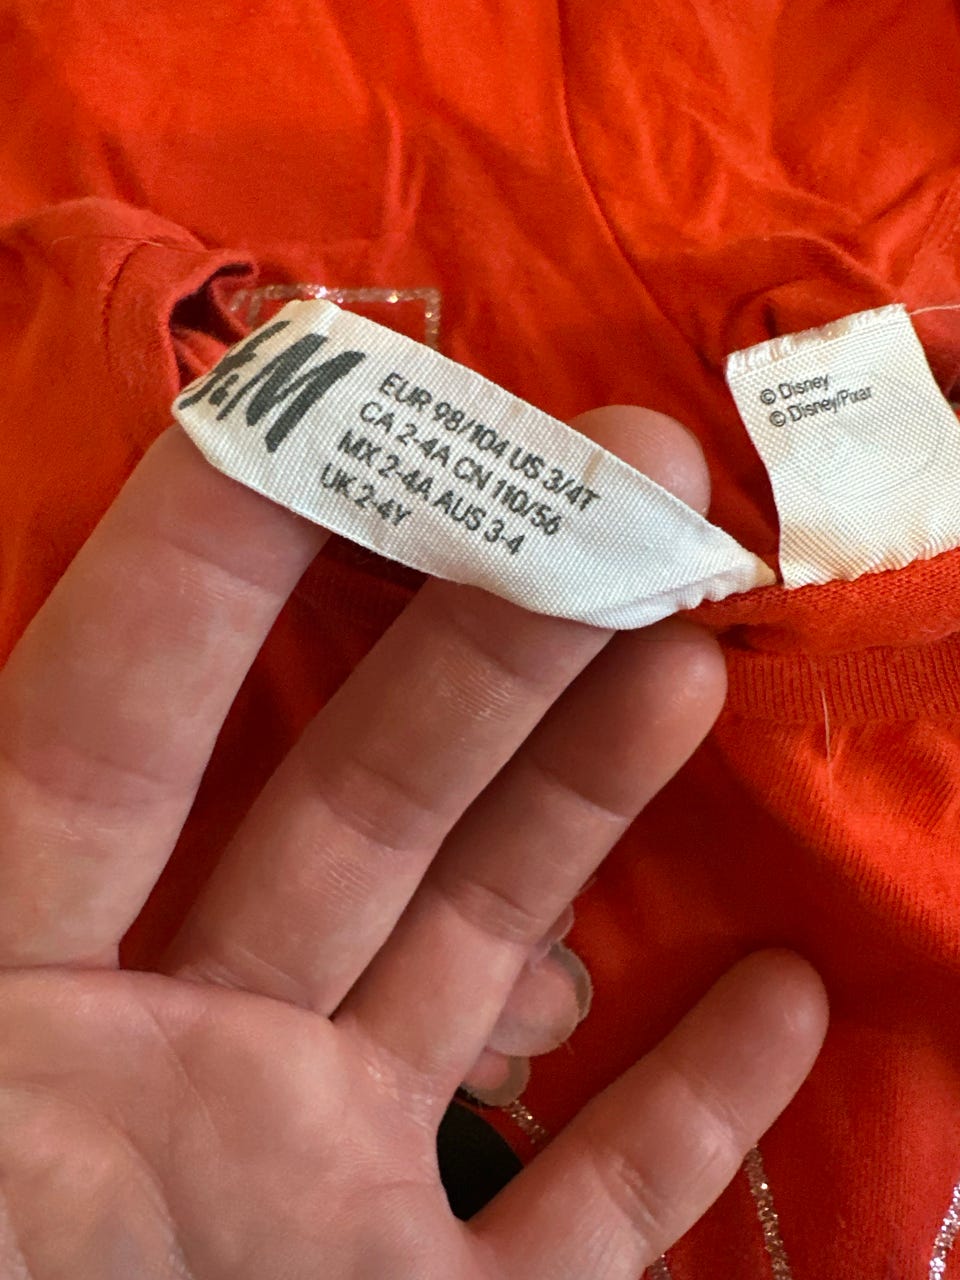 H&M
EUR 98/104 US 3/4T
CA 2-4A CN 110/56
MX 2-4A AUS 3-4
UK 2-4Y
© Disney
© Disney/Pixar